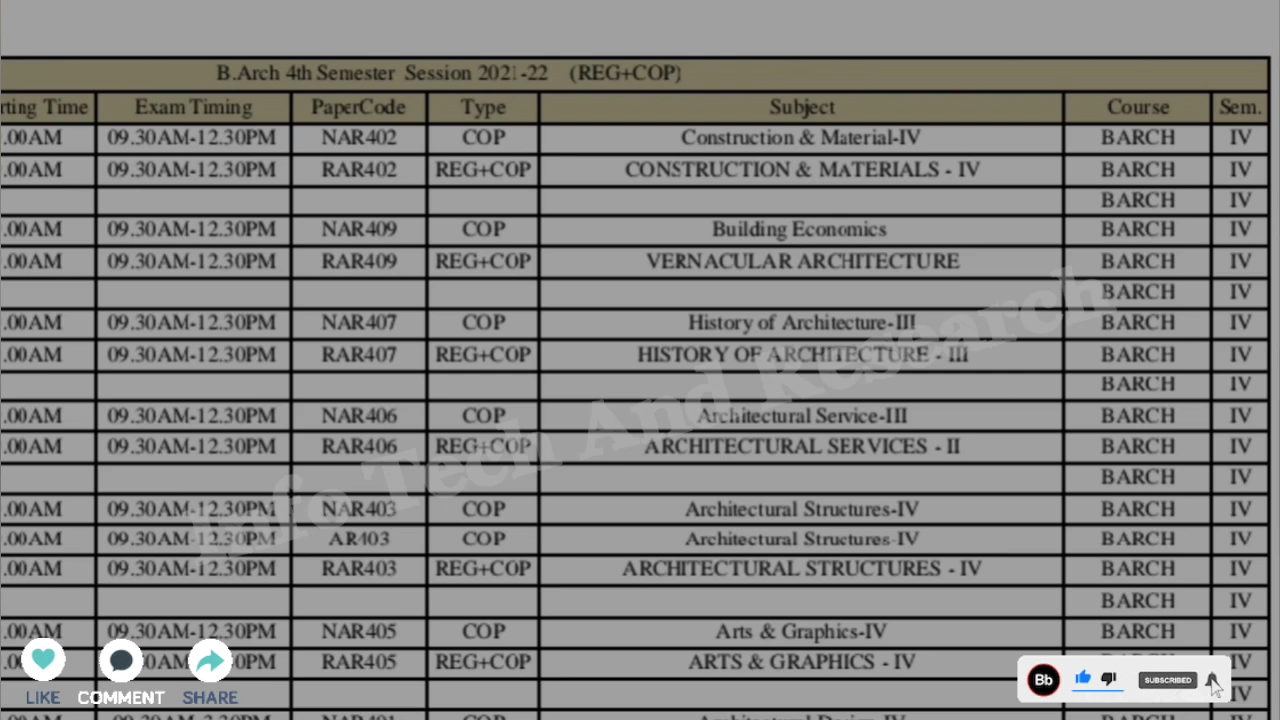 B.Arch 4th Semester Session 2021-22 (REG+COP)
rting Time Exam Timing PaperCode Type Subject Course Sem.
.00AM 09.30AM-12.30PM NAR402 COP Construction & Material-IV BARCH IV
.00AM 09.30AM-12.30PM RAR402 REG+COP CONSTRUCTION & MATERIALS - IV BARCH IV
BARCH IV
.00AM 09.30AM-12.30PM NAR409 COP Building Economics BARCH IV
.00AM 09.30AM-12.30PM RAR409 REG+COP VERNACULAR ARCHITECTURE BARCH IV
BARCH IV
.00AM 09.30AM-12.30PM NAR407 COP History of Architecture-III BARCH IV
.00AM 09.30AM-12.30PM RAR407 REG+COP HISTORY OF ARCHITECTURE - III BARCH IV
BARCH IV
.00AM 09.30AM-12.30PM NAR406 COP Architectural Service-III BARCH IV
.00AM 09.30AM-12.30PM RAR406 REG+COP ARCHITECTURAL SERVICES - II BARCH IV
BARCH IV
.00AM 09.30AM-12.30PM NAR403 COP Architectural Structures-IV BARCH IV
.00AM 09.30AM-12.30PM AR403 COP Architectural Structures-IV BARCH IV
.00AM 09.30AM-12.30PM RAR403 REG+COP ARCHITECTURAL STRUCTURES - IV BARCH IV
BARCH IV
.00AM 09.30AM-12.30PM NAR405 COP Arts & Graphics-IV BARCH IV
09.30AM-12.30PM RAR405 REG+COP ARTS & GRAPHICS - IV
Info Tech And Research
LIKE COMMENT SHARE
Bb SUBSCRIBED